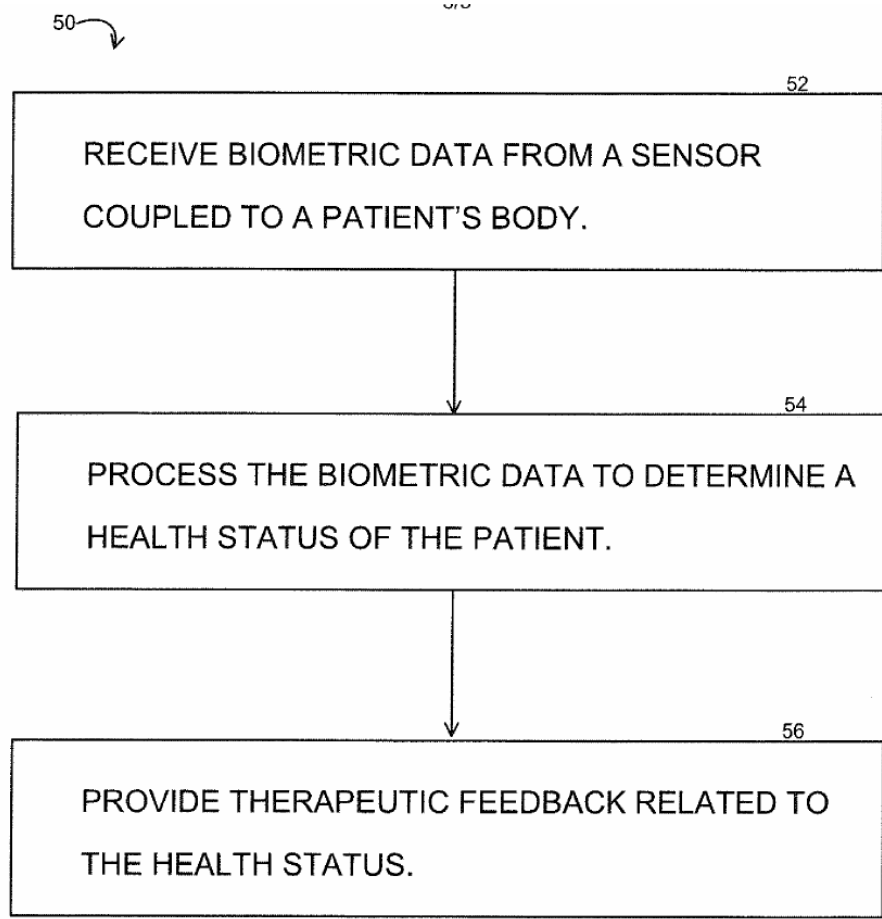 50
52
RECEIVE BIOMETRIC DATA FROM A SENSOR
COUPLED TO A PATIENT'S BODY.
54
PROCESS THE BIOMETRIC DATA TO DETERMINE A
HEALTH STATUS OF THE PATIENT.
56
PROVIDE THERAPEUTIC FEEDBACK RELATED TO
THE HEALTH STATUS.